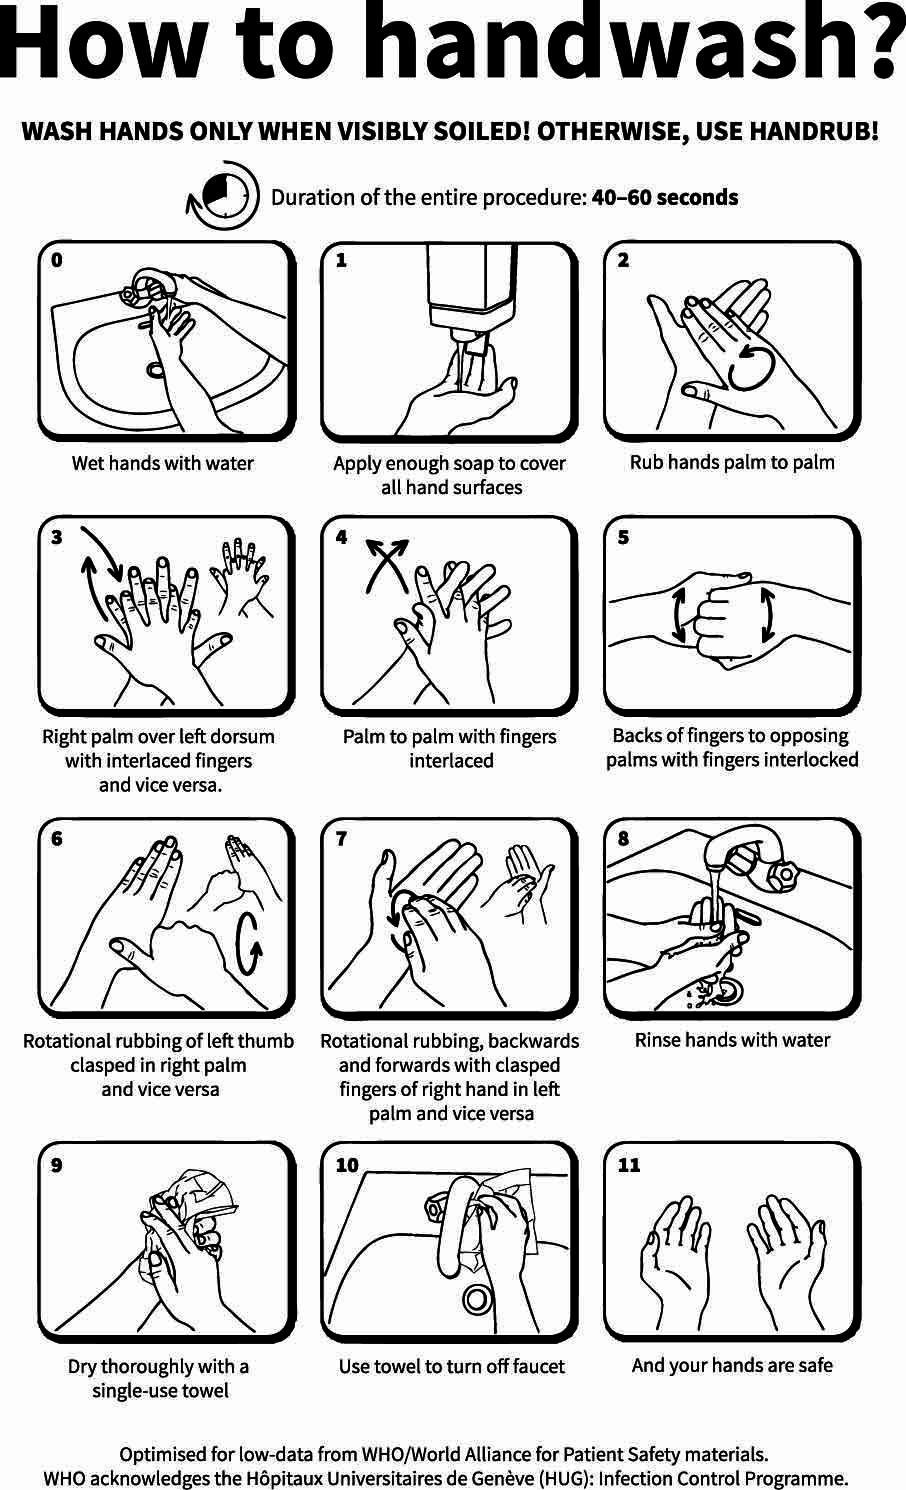 How to handwash?
WASH HANDS ONLY WHEN VISIBLY SOILED! OTHERWISE, USE HANDRUB!
Duration of the entire procedure: 40–60 seconds
0
Wet hands with water
1
Apply enough soap to cover
all hand surfaces
2
Rub hands palm to palm
3
Right palm over left dorsum
with interlaced fingers
and vice versa.
4
Palm to palm with fingers
interlaced
5
Backs of fingers to opposing
palms with fingers interlocked
6
Rotational rubbing of left thumb
clasped in right palm
and vice versa
7
Rotational rubbing, backwards
and forwards with clasped
fingers of right hand in left
palm and vice versa
8
Rinse hands with water
9
Dry thoroughly with a
single-use towel
10
Use towel to turn off faucet
11
And your hands are safe
Optimised for low-data from WHO/World Alliance for Patient Safety materials.
WHO acknowledges the Hôpitaux Universitaires de Genève (HUG): Infection Control Programme.